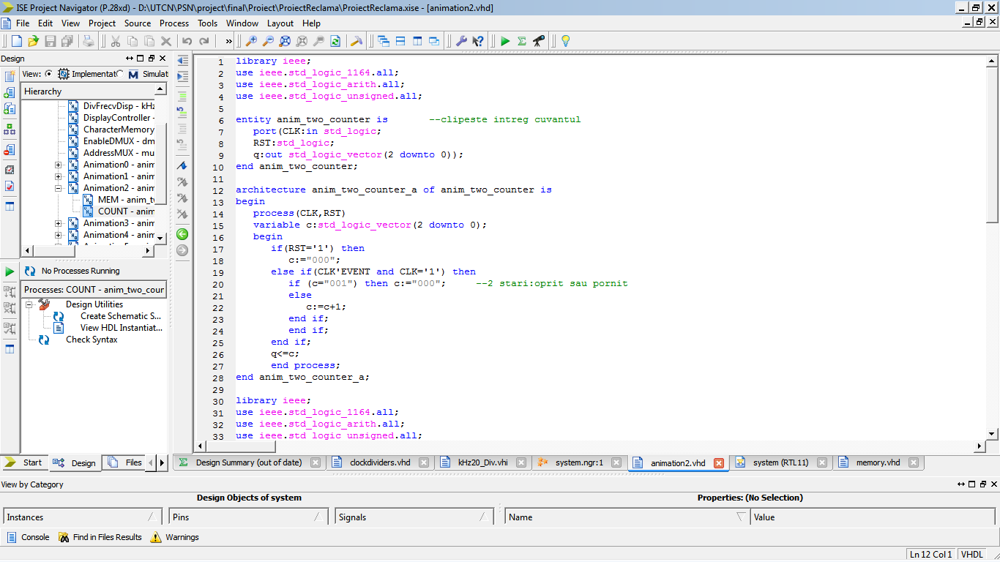 ISE Project Navigator (P.28xd) - D:\UTCN\PSN\project\final\Proiect\ProiectReclama\ProiectReclama.xise - [animation2.vhd]
File Edit View Project Source Process Tools Window Layout Help
Design
View: Implementat Simulat
Hierarchy
DivFrecvDisp - kHz
DisplayController -
CharacterMemory
EnableDMUX - dm
AddressMUX - mu
Animation0 - anim
Animation1 - anim
Animation2 - anim
MEM - anim_tw
COUNT - anim
Animation3 - anim
Animation4 - anim
No Processes Running
Processes: COUNT - anim_two_cour
Design Utilities
Create Schematic S...
View HDL Instantiat...
Check Syntax
Start Design Files
1 library ieee;
2 use ieee.std_logic_1164.all;
3 use ieee.std_logic_arith.all;
4 use ieee.std_logic_unsigned.all;
5
6 entity anim_two_counter is --clipeste intreg cuvantul
7 port(CLK:in std_logic;
8 RST:std_logic;
9 q:out std_logic_vector(2 downto 0));
10 end anim_two_counter;
11
12 architecture anim_two_counter_a of anim_two_counter is
13 begin
14 process(CLK,RST)
15 variable c:std_logic_vector(2 downto 0);
16 begin
17 if(RST='1') then
18 c:="000";
19 else if(CLK'EVENT and CLK='1') then
20 if (c="001") then c:="000"; --2 stari:oprit sau pornit
21 else
22 c:=c+1;
23 end if;
24 end if;
25 end if;
26 q<=c;
27 end process;
28 end anim_two_counter_a;
29
30 library ieee;
31 use ieee.std_logic_1164.all;
32 use ieee.std_logic_arith.all;
33 use ieee.std_logic_unsigned.all;
Design Summary (out of date) clockdividers.vhd kHz20_Div.vhi system.ngr:1 animation2.vhd system (RTL11) memory.vhd
View by Category
Design Objects of system Properties: (No Selection)
Instances Pins Signals Name Value
Console Find in Files Results Warnings
Ln 12 Col 1 VHDL